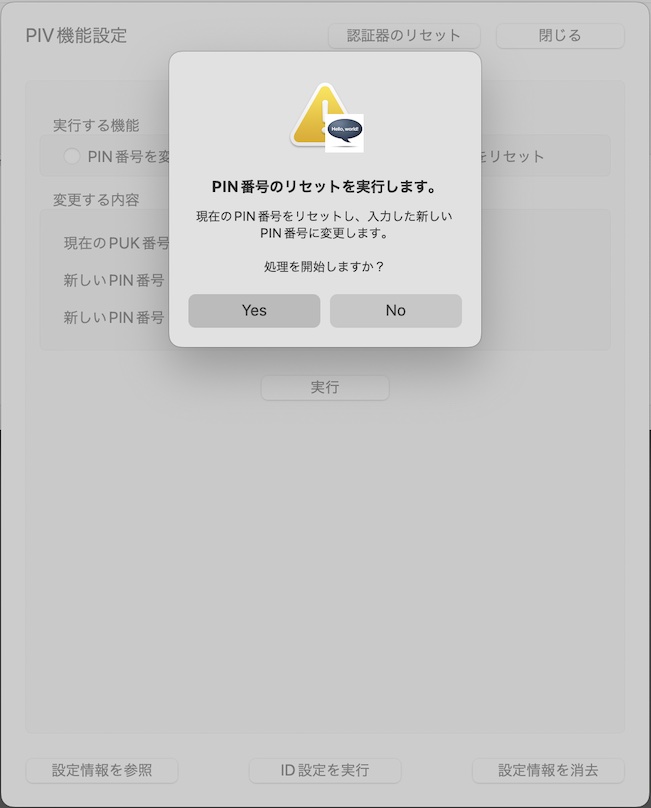 PIV機能設定
認証器のリセット
閉じる
Hello, world!
PIN番号のリセットを実行します。
現在のPIN番号をリセットし、入力した新しい
PIN番号に変更します。
処理を開始しますか?
Yes
No
実行する機能
PIN番号を変
をリセット
変更する内容
現在のPUK番号
新しいPIN番号
新しいPIN番号
実行
設定情報を参照
ID設定を実行
設定情報を消去